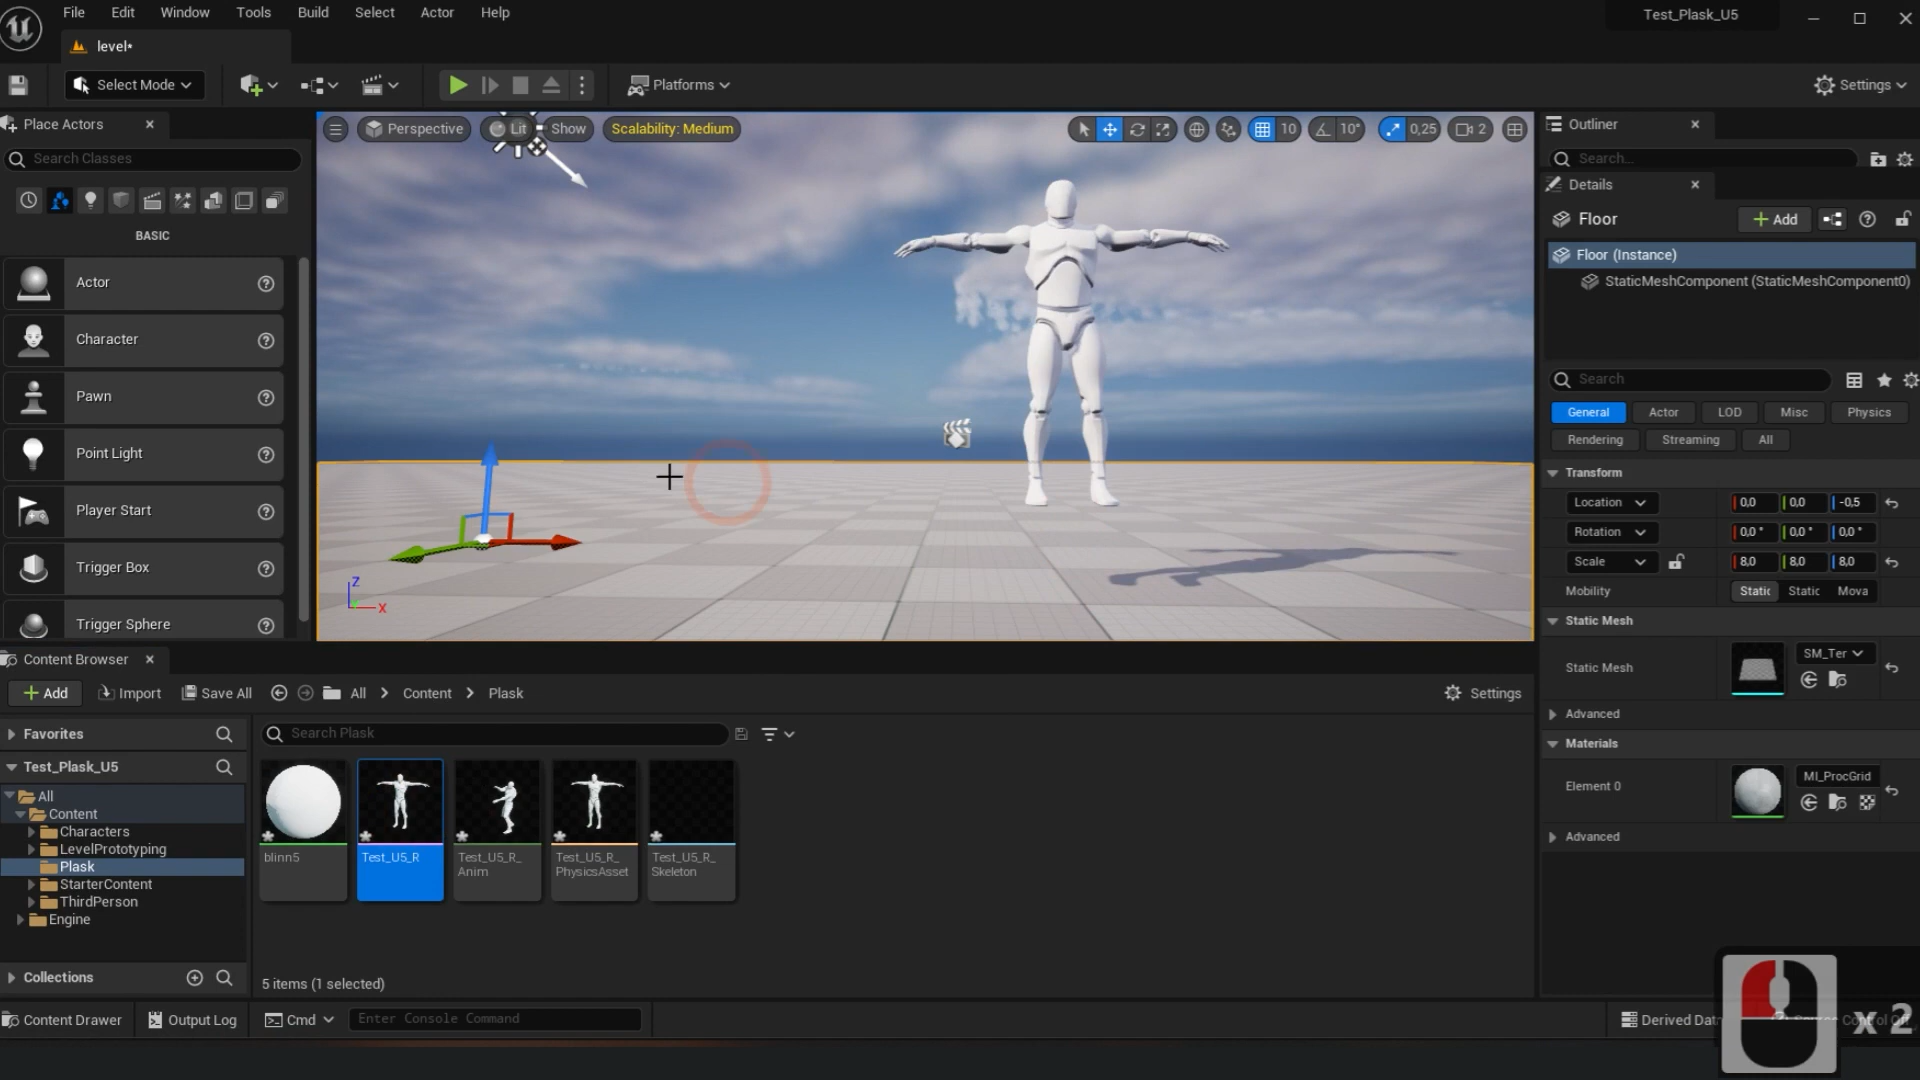 File Edit Window Tools Build Select Actor Help
Test_Plask_U5
level*
Select Mode
Platforms
Settings
Place Actors
Search Classes
BASIC
Actor
Character
Pawn
Point Light
Player Start
Trigger Box
Trigger Sphere
Perspective Lit Show Scalability: Medium
10 10° 0,25 2
Z
X
Outliner
Search...
Details
Floor
Add
Floor (Instance)
StaticMeshComponent (StaticMeshComponent0)
Search
General Actor LOD Misc Physics
Rendering Streaming All
Transform
Location 0,0 0,0 -0,5
Rotation 0,0 ° 0,0 ° 0,0 °
Scale 8,0 8,0 8,0
Mobility Static Static Mova
Static Mesh
Static Mesh SM_Ter
Advanced
Materials
Element 0 MI_ProcGrid
Advanced
Content Browser
Add Import Save All All Content Plask Settings
Favorites
Test_Plask_U5
All
Content
Characters
LevelPrototyping
Plask
StarterContent
ThirdPerson
Engine
Collections
Search Plask
blinn5
Test_U5_R
Test_U5_R_
Anim
Test_U5_R_
PhysicsAsset
Test_U5_R_
Skeleton
5 items (1 selected)
Content Drawer Output Log Cmd Enter Console Command
Derived Dat
x 2